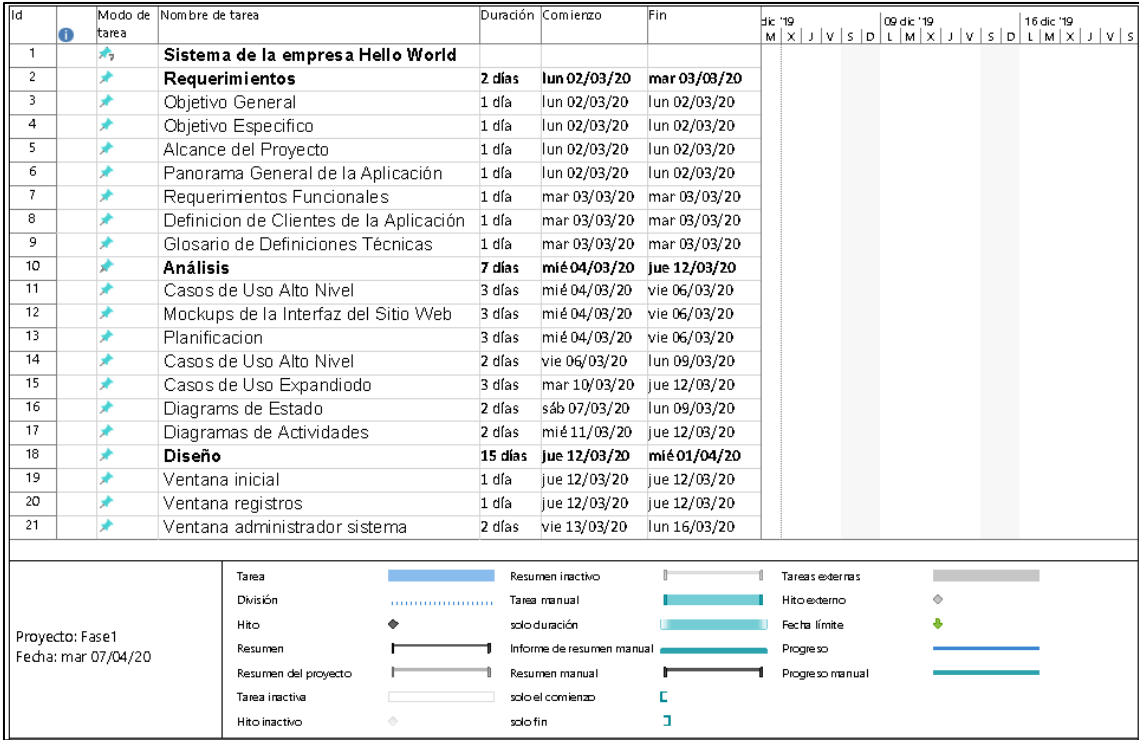 Id Modo de tarea Nombre de tarea Duración Comienzo Fin
dic '19 09 dic '19 16 dic '19
M X J V S D L M X J V S D L M X J V S
1 Sistema de la empresa Hello World
2 Requerimientos 2 días lun 02/03/20 mar 03/03/20
3 Objetivo General 1 día lun 02/03/20 lun 02/03/20
4 Objetivo Especifico 1 día lun 02/03/20 lun 02/03/20
5 Alcance del Proyecto 1 día lun 02/03/20 lun 02/03/20
6 Panorama General de la Aplicación 1 día lun 02/03/20 lun 02/03/20
7 Requerimientos Funcionales 1 día mar 03/03/20 mar 03/03/20
8 Definicion de Clientes de la Aplicación 1 día mar 03/03/20 mar 03/03/20
9 Glosario de Definiciones Técnicas 1 día mar 03/03/20 mar 03/03/20
10 Análisis 7 días mié 04/03/20 jue 12/03/20
11 Casos de Uso Alto Nivel 3 días mié 04/03/20 vie 06/03/20
12 Mockups de la Interfaz del Sitio Web 3 días mié 04/03/20 vie 06/03/20
13 Planificacion 3 días mié 04/03/20 vie 06/03/20
14 Casos de Uso Alto Nivel 2 días vie 06/03/20 lun 09/03/20
15 Casos de Uso Expandiodo 3 días mar 10/03/20 jue 12/03/20
16 Diagrams de Estado 2 días sáb 07/03/20 lun 09/03/20
17 Diagramas de Actividades 2 días mié 11/03/20 jue 12/03/20
18 Diseño 15 días jue 12/03/20 mié 01/04/20
19 Ventana inicial 1 día jue 12/03/20 jue 12/03/20
20 Ventana registros 1 día jue 12/03/20 jue 12/03/20
21 Ventana administrador sistema 2 días vie 13/03/20 lun 16/03/20
Proyecto: Fase1
Fecha: mar 07/04/20
Tarea
División
Hito
Resumen
Resumen del proyecto
Tarea inactiva
Hito inactivo
Resumen inactivo
Tarea manual
solo duración
Informe de resumen manual
Resumen manual
solo el comienzo
solo fin
Tareas externas
Hito externo
Fecha límite
Progreso
Progreso manual